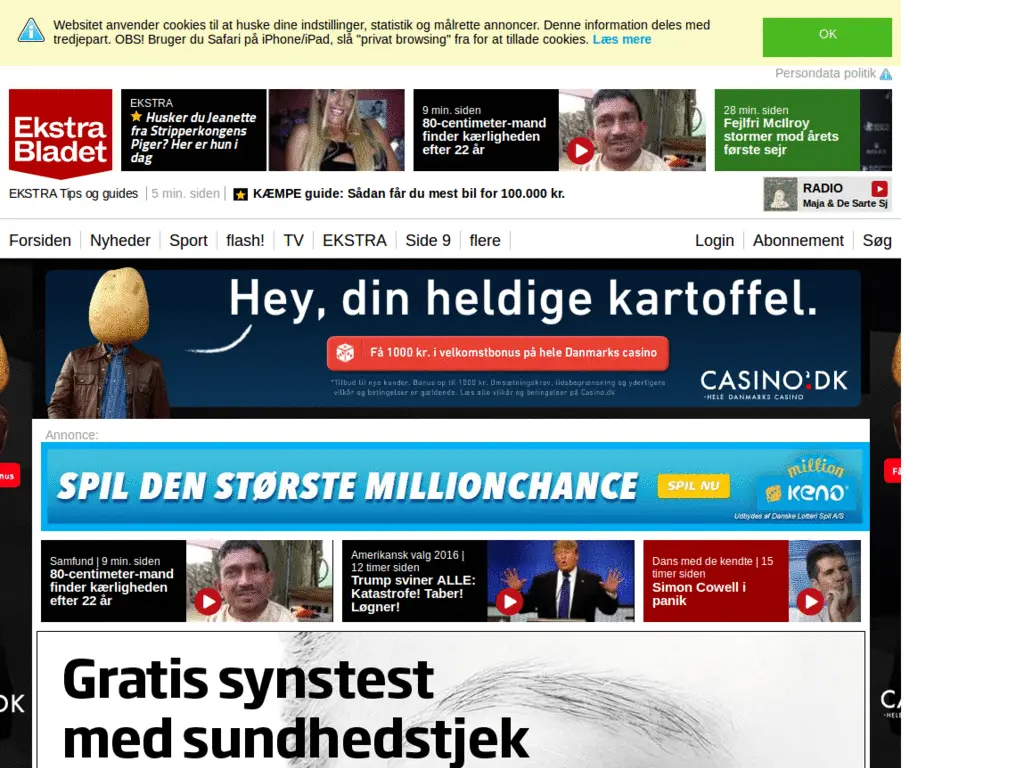 Websitet anvender cookies til at huske dine indstillinger, statistik og målrette annoncer. Denne information deles med
tredjepart. OBS! Bruger du Safari på iPhone/iPad, slå "privat browsing" fra for at tillade cookies. Læs mere
OK
Persondata politik
Ekstra
Bladet
EKSTRA
Husker du Jeanette
fra Stripperkongens
Piger? Her er hun i
dag
9 min. siden
80-centimeter-mand
finder kærligheden
efter 22 år
28 min. siden
Fejlfri McIlroy
stormer mod årets
første sejr
EKSTRA Tips og guides
5 min. siden
KÆMPE guide: Sådan får du mest bil for 100.000 kr.
RADIO
Maja & De Sarte Sj
Forsiden
Nyheder
Sport
flash!
TV
EKSTRA
Side 9
flere
Login
Abonnement
Søg
Hey, din heldige kartoffel.
Få 1000 kr. i velkomstbonus på hele Danmarks casino
*Tilbud til nye kunder. Bonus op til 1000 kr. Omsætningskrav, tidsbegrænsning og yderligere
vilkår og betingelser er gældende. Læs alle vilkår og betingelser på Casino.dk
CASINO.DK
-HELE DANMARKS CASINO
nus
Få
Annonce:
SPIL DEN STØRSTE MILLIONCHANCE
SPIL NU
million
KENO
Udbydes af Danske Lotteri Spil A/S
Samfund | 9 min. siden
80-centimeter-mand
finder kærligheden
efter 22 år
Amerikansk valg 2016 |
12 timer siden
Trump sviner ALLE:
Katastrofe! Taber!
Løgner!
Dans med de kendte | 15
timer siden
Simon Cowell i
panik
Gratis synstest
med sundhedstjek
DK
CA
-HELE